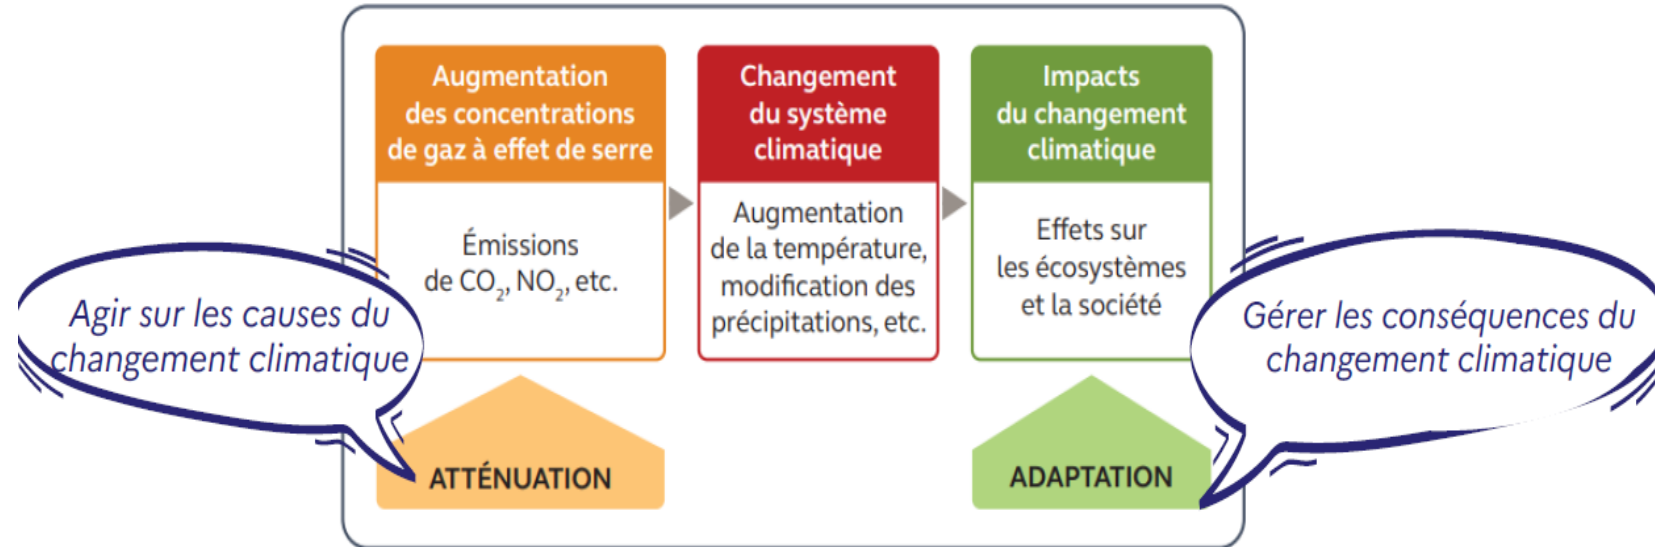 Augmentation
des concentrations
de gaz à effet de serre
Émissions
de CO₂, NO₂, etc.
Changement
du système
climatique
Augmentation
de la température,
modification des
précipitations, etc.
Impacts
du changement
climatique
Effets sur
les écosystèmes
et la société
Agir sur les causes du
changement climatique
Gérer les conséquences du
changement climatique
ATTÉNUATION
ADAPTATION